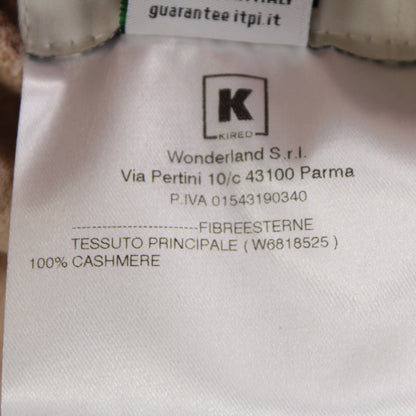 guarantee itpi.it
K
KIRED
Wonderland S.r.l.
Via Pertini 10/c 43100 Parma
P.IVA 01543190340
--------------------------FIBREESTERNE
TESSUTO PRINCIPALE ( W6818525 )
100% CASHMERE